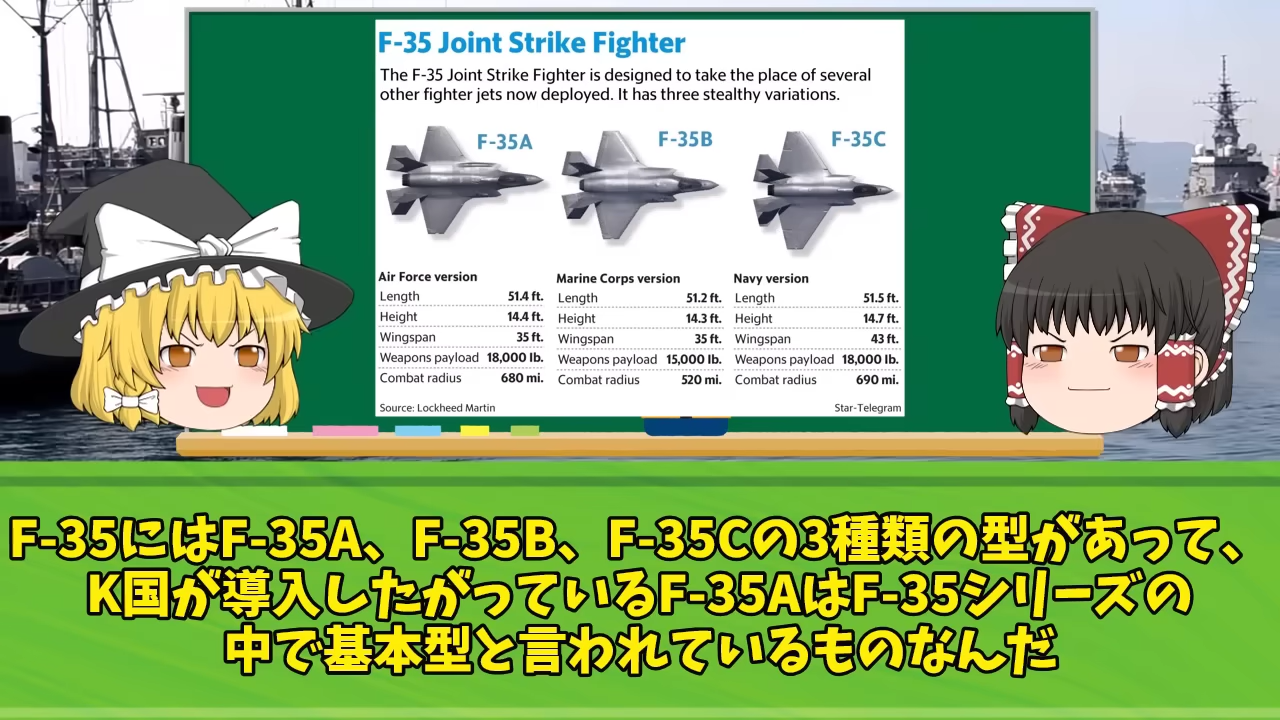 F-35 Joint Strike Fighter
The F-35 Joint Strike Fighter is designed to take the place of several
other fighter jets now deployed. It has three stealthy variations.
F-35A
F-35B
F-35C
Air Force version
Length 51.4 ft.
Height 14.4 ft.
Wingspan 35 ft.
Weapons payload 18,000 lb.
Combat radius 680 mi.
Marine Corps version
Length 51.2 ft.
Height 14.3 ft.
Wingspan 35 ft.
Weapons payload 15,000 lb.
Combat radius 520 mi.
Navy version
Length 51.5 ft.
Height 14.7 ft.
Wingspan 43 ft.
Weapons payload 18,000 lb.
Combat radius 690 mi.
Source: Lockheed Martin
Star-Telegram
F-35にはF-35A、F-35B、F-35Cの3種類の型があって、
K国が導入したがっているF-35AはF-35シリーズの
中で基本型と言われているものなんだ